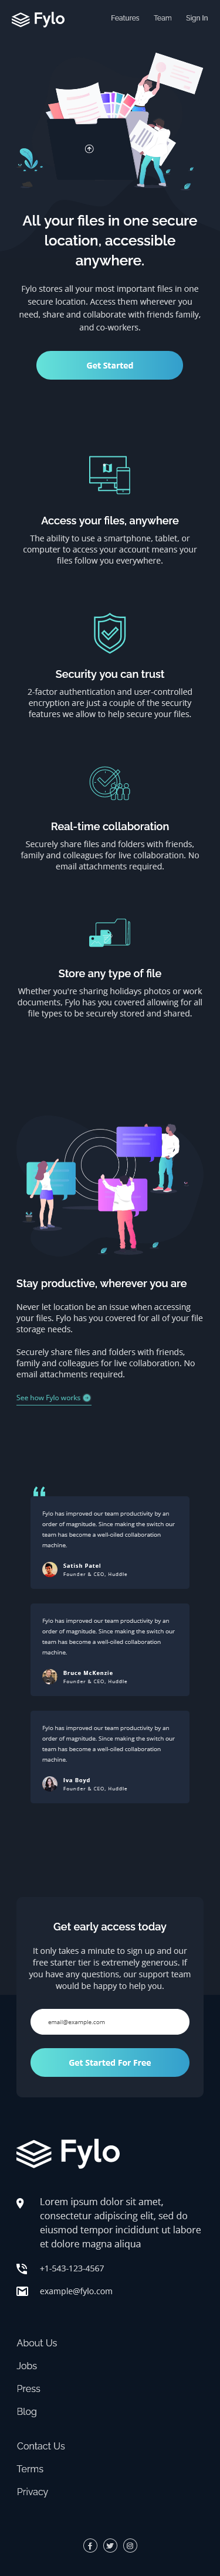 Fylo
Features Team Sign In
All your files in one secure
location, accessible
anywhere.
Fylo stores all your most important files in one
secure location. Access them wherever you
need, share and collaborate with friends family,
and co-workers.
Get Started
Access your files, anywhere
The ability to use a smartphone, tablet, or
computer to access your account means your
files follow you everywhere.
Security you can trust
2-factor authentication and user-controlled
encryption are just a couple of the security
features we allow to help secure your files.
Real-time collaboration
Securely share files and folders with friends,
family and colleagues for live collaboration. No
email attachments required.
Store any type of file
Whether you're sharing holidays photos or work
documents, Fylo has you covered allowing for all
file types to be securely stored and shared.
Stay productive, wherever you are
Never let location be an issue when accessing
your files. Fylo has you covered for all of your file
storage needs.
Securely share files and folders with friends,
family and colleagues for live collaboration. No
email attachments required.
See how Fylo works
Fylo has improved our team productivity by an
order of magnitude. Since making the switch our
team has become a well-oiled collaboration
machine.
Satish Patel
Founder & CEO, Huddle
Fylo has improved our team productivity by an
order of magnitude. Since making the switch our
team has become a well-oiled collaboration
machine.
Bruce McKenzie
Founder & CEO, Huddle
Fylo has improved our team productivity by an
order of magnitude. Since making the switch our
team has become a well-oiled collaboration
machine.
Iva Boyd
Founder & CEO, Huddle
Get early access today
It only takes a minute to sign up and our
free starter tier is extremely generous. If
you have any questions, our support team
would be happy to help you.
email@example.com
Get Started For Free
Fylo
Lorem ipsum dolor sit amet,
consectetur adipiscing elit, sed do
eiusmod tempor incididunt ut labore
et dolore magna aliqua
+1-543-123-4567
example@fylo.com
About Us
Jobs
Press
Blog
Contact Us
Terms
Privacy